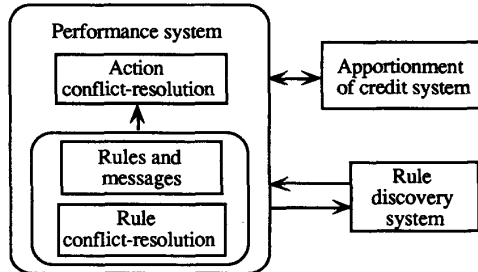 Performance system
Action
conflict-resolution
Rules and
messages
Rule
conflict-resolution
Apportionment
of credit system
Rule
discovery
system